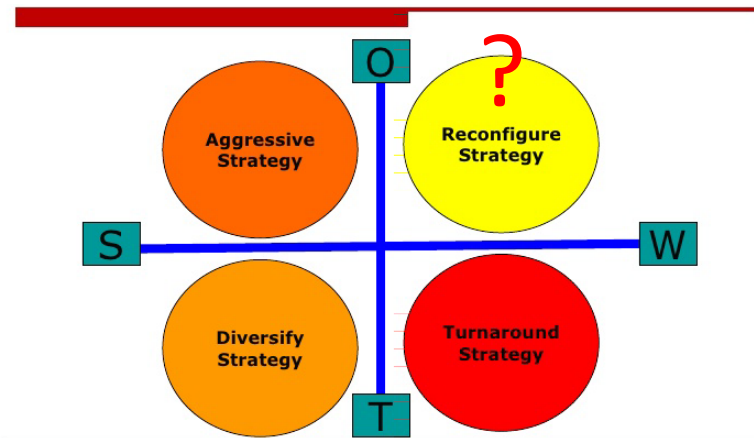 O
?
Aggressive
Strategy
Reconfigure
Strategy
S
W
Diversify
Strategy
Turnaround
Strategy
T